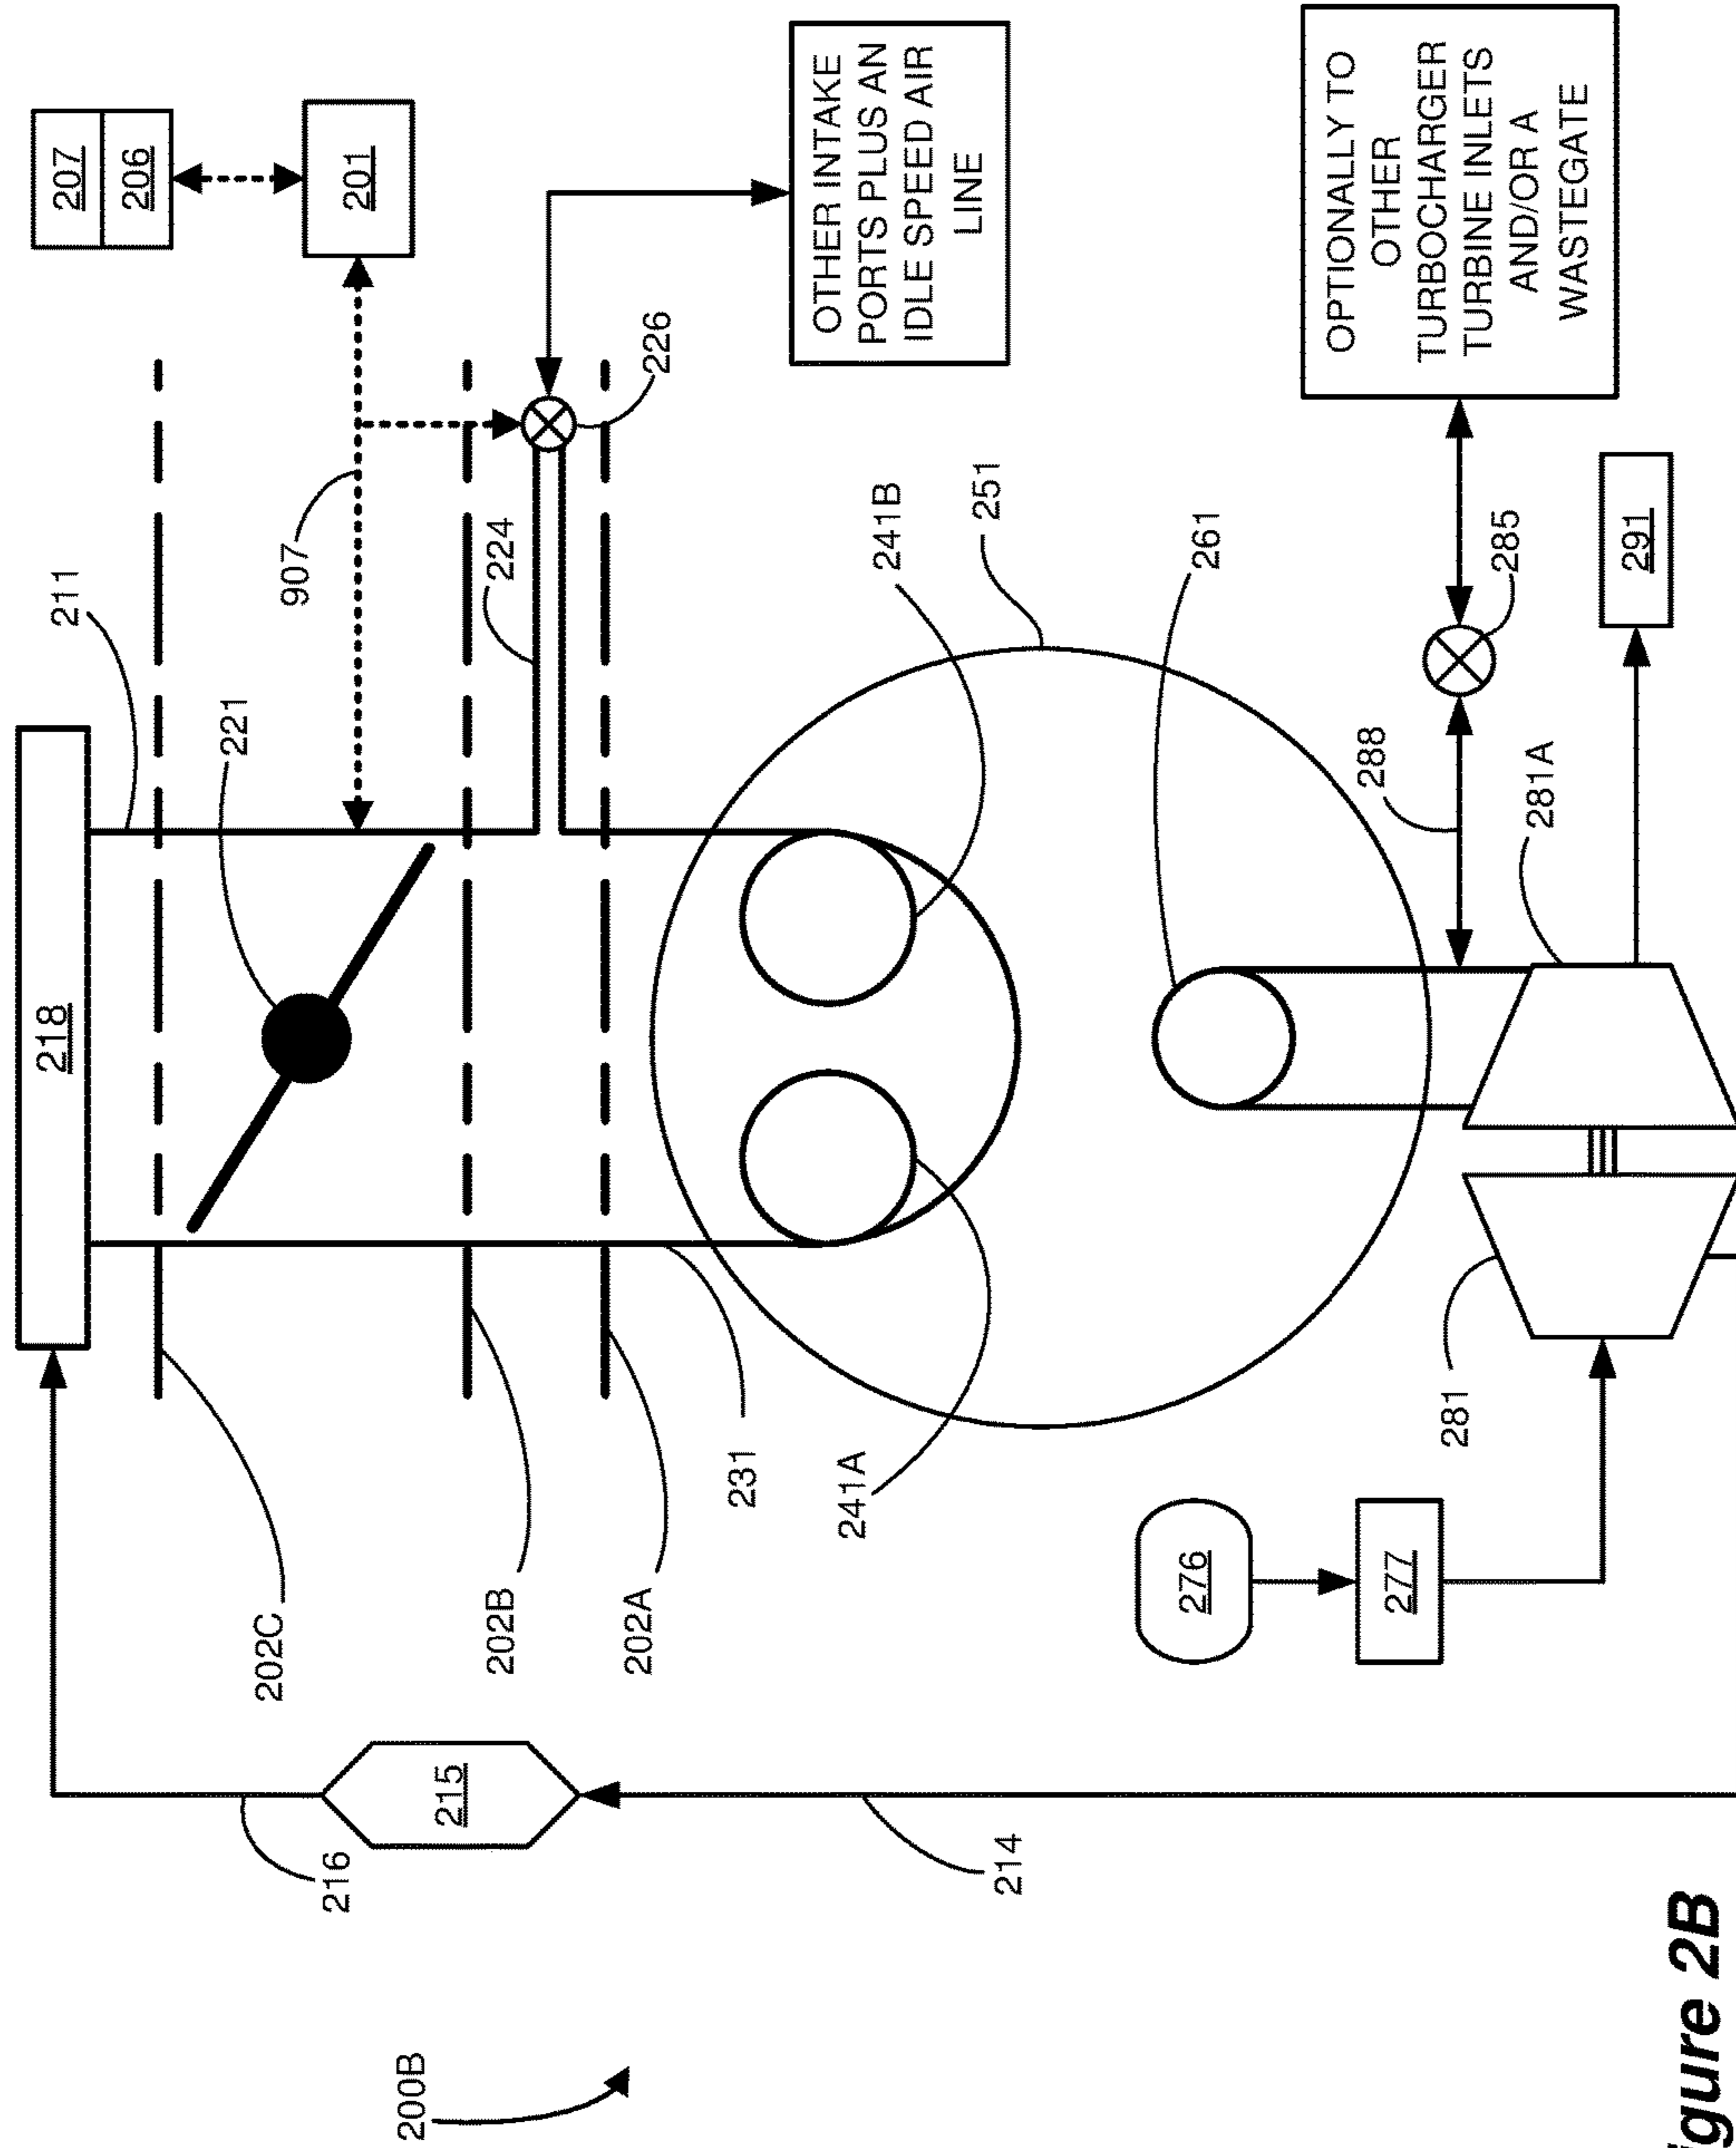 218
211
207
206
221
202C
907
216
201
200B
215
202B
224
202A
226
231
OTHER INTAKE
PORTS PLUS AN
IDLE SPEED AIR
LINE
241A
241B
251
214
276
261
OPTIONALLY TO
OTHER
TURBOCHARGER
TURBINE INLETS
AND/OR A
WASTEGATE
288
277
281
285
281A
291
igure 2B